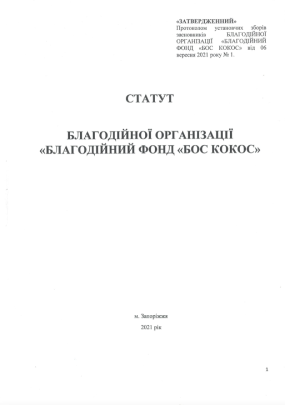 «ЗАТВЕРДЖЕННИЙ»
Протоколом установчих зборів
засновників БЛАГОДІЙНОЇ
ОРГАНІЗАЦІЇ «БЛАГОДІЙНИЙ
ФОНД «БОС КОКОС» від 06
вересня 2021 року № 1.
СТАТУТ
БЛАГОДІЙНОЇ ОРГАНІЗАЦІЇ
«БЛАГОДІЙНИЙ ФОНД «БОС КОКОС»
м. Запоріжжя
2021 рік
1